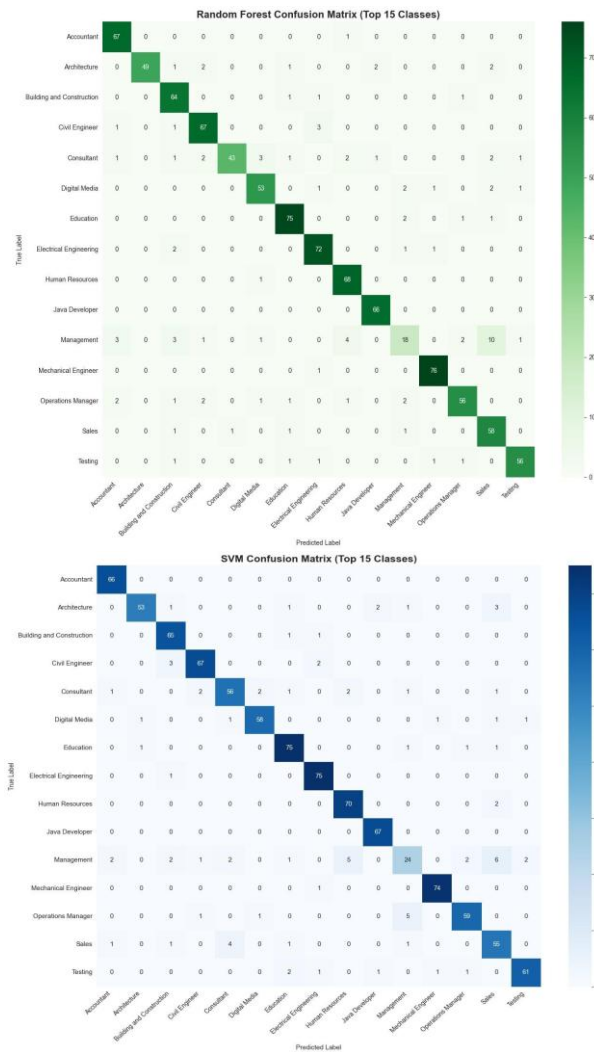 Random Forest Confusion Matrix (Top 15 Classes)
Accountant 67 0 0 0 0 0 0 0 1 0 0 0 0 0 0
Architecture 0 49 1 2 0 0 1 0 0 2 0 0 0 2 0
70
Building and Construction 0 0 64 0 0 0 1 1 0 0 0 0 1 0 0
Civil Engineer 1 0 1 67 0 0 0 3 0 0 0 0 0 0 0
60
Consultant 1 0 1 2 43 3 1 0 2 1 0 0 0 2 1
Digital Media 0 0 0 0 0 53 0 1 0 0 2 1 0 2 1
50
Education 0 0 0 0 0 0 75 0 0 0 2 0 1 1 0
True Label
Electrical Engineering 0 0 2 0 0 0 0 72 0 0 1 1 0 0 0
40
Human Resources 0 0 0 0 0 1 0 0 68 0 0 0 0 0 0
30
Java Developer 0 0 0 0 0 0 0 0 0 66 0 0 0 0 0
Management 3 0 3 1 0 1 0 0 4 0 18 0 2 10 1
20
Mechanical Engineer 0 0 0 0 0 0 0 1 0 0 0 76 0 0 0
Operations Manager 2 0 1 2 0 1 1 0 1 0 2 0 56 0 0
10
Sales 0 0 1 0 1 0 1 0 0 0 1 0 0 58 0
Testing 0 0 0 0 0 0 1 1 0 0 0 1 1 0 56
0
Accountant
Architecture
Building and Construction
Civil Engineer
Consultant
Digital Media
Education
Electrical Engineering
Human Resources
Java Developer
Management
Mechanical Engineer
Operations Manager
Sales
Testing
Predicted Label
SVM Confusion Matrix (Top 15 Classes)
Accountant 66 0 0 0 0 0 0 0 0 0 0 0 0 0 0
Architecture 0 53 1 0 0 0 1 0 0 2 1 0 0 3 0
Building and Construction 0 0 65 0 0 0 1 1 0 0 0 0 0 0 0
Civil Engineer 0 0 3 67 0 0 0 2 0 0 0 0 0 0 0
Consultant 1 0 0 2 56 2 1 0 2 0 1 0 0 1 0
Digital Media 0 1 0 0 1 58 0 0 0 0 0 1 0 1 1
Education 0 1 0 0 0 0 75 0 0 0 1 0 1 1 0
True Label
Electrical Engineering 0 0 1 0 0 0 0 75 0 0 0 0 0 0 0
Human Resources 0 0 0 0 0 0 0 0 70 0 0 0 0 2 0
Java Developer 0 0 0 0 0 0 0 0 0 67 0 0 0 0 0
Management 2 0 2 1 2 0 1 0 5 0 24 0 2 6 2
Mechanical Engineer 0 0 0 0 0 0 0 1 0 0 0 74 0 0 0
Operations Manager 0 0 0 1 0 1 0 0 0 0 5 0 59 0 0
Sales 1 0 1 0 4 0 1 0 0 0 0 0 0 55 0
Testing 0 0 0 0 0 0 2 1 0 1 0 1 1 0 61
Accountant
Architecture
Building and Construction
Civil Engineer
Consultant
Digital Media
Education
Electrical Engineering
Human Resources
Java Developer
Management
Mechanical Engineer
Operations Manager
Sales
Testing
Predicted Label